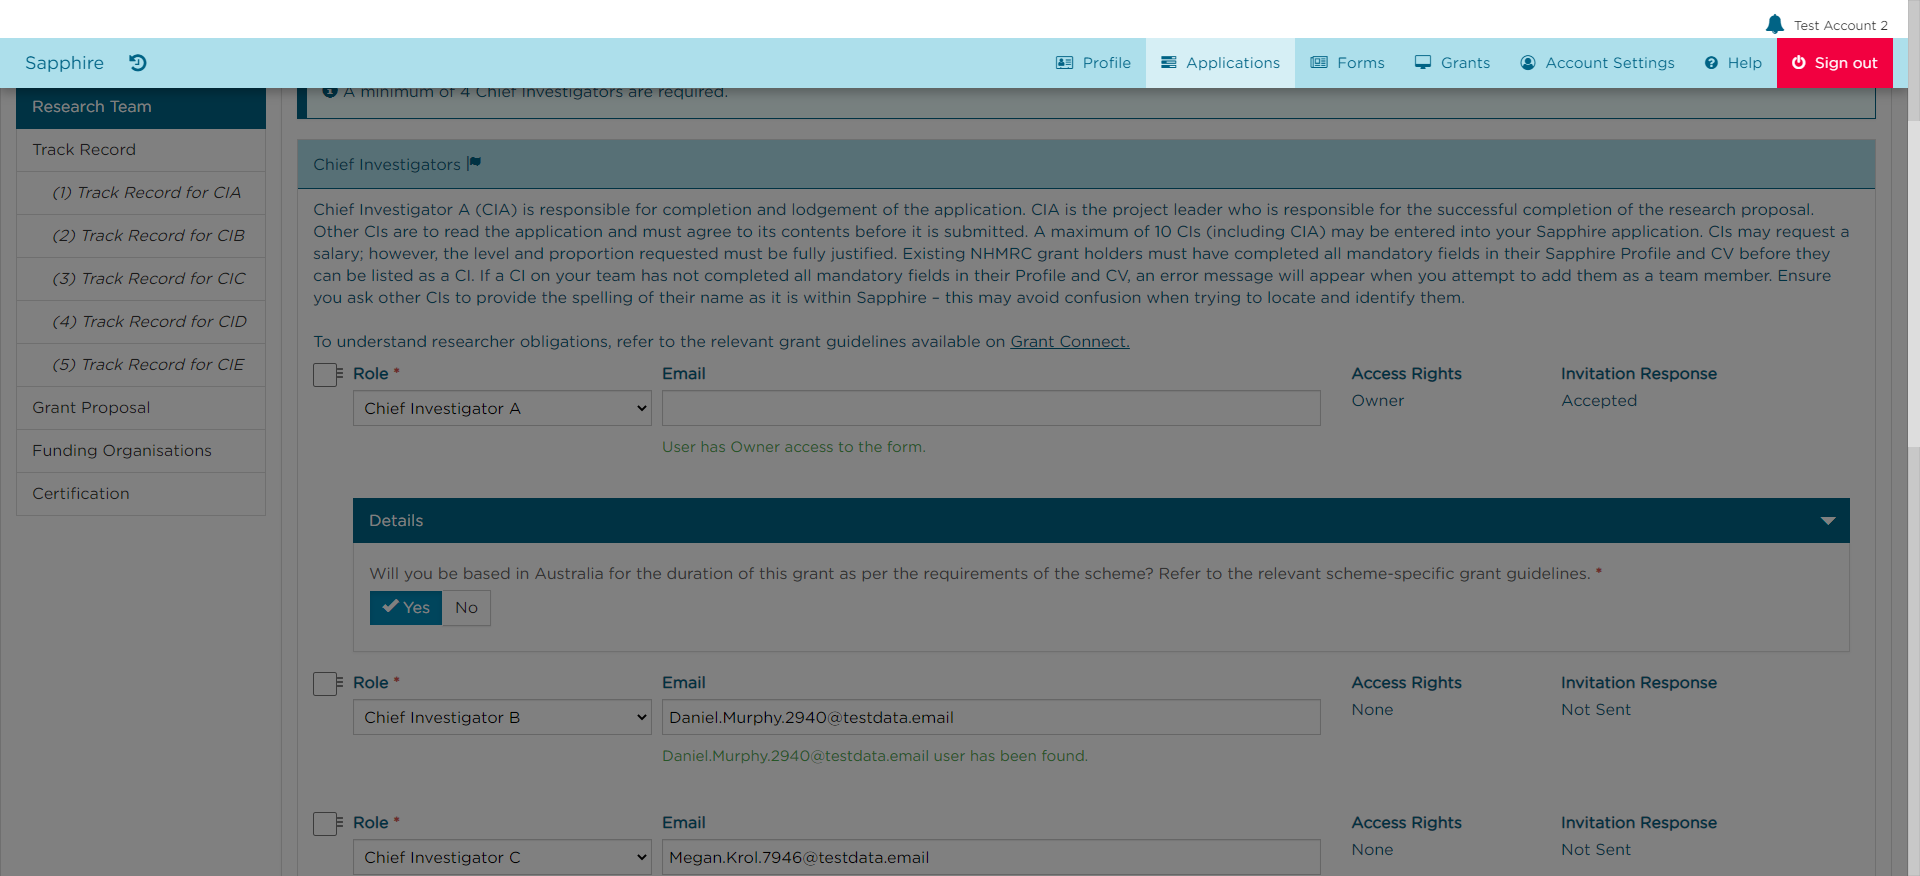 Test Account 2
Sapphire
Profile
Applications
Forms
Grants
Account Settings
Help
Sign out
Research Team
Track Record
(1) Track Record for CIA
(2) Track Record for CIB
(3) Track Record for CIC
(4) Track Record for CID
(5) Track Record for CIE
Grant Proposal
Funding Organisations
Certification
A minimum of 4 Chief Investigators are required.
Chief Investigators
Chief Investigator A (CIA) is responsible for completion and lodgement of the application. CIA is the project leader who is responsible for the successful completion of the research proposal.
Other CIs are to read the application and must agree to its contents before it is submitted. A maximum of 10 CIs (including CIA) may be entered into your Sapphire application. CIs may request a
salary; however, the level and proportion requested must be fully justified. Existing NHMRC grant holders must have completed all mandatory fields in their Sapphire Profile and CV before they
can be listed as a CI. If a CI on your team has not completed all mandatory fields in their Profile and CV, an error message will appear when you attempt to add them as a team member. Ensure
you ask other CIs to provide the spelling of their name as it is within Sapphire – this may avoid confusion when trying to locate and identify them.
To understand researcher obligations, refer to the relevant grant guidelines available on Grant Connect.
Role * Email Access Rights Invitation Response
Chief Investigator A Owner Accepted
User has Owner access to the form.
Details
Will you be based in Australia for the duration of this grant as per the requirements of the scheme? Refer to the relevant scheme-specific grant guidelines. *
Yes No
Role * Email Access Rights Invitation Response
Chief Investigator B Daniel.Murphy.2940@testdata.email None Not Sent
Daniel.Murphy.2940@testdata.email user has been found.
Role * Email Access Rights Invitation Response
Chief Investigator C Megan.Krol.7946@testdata.email None Not Sent